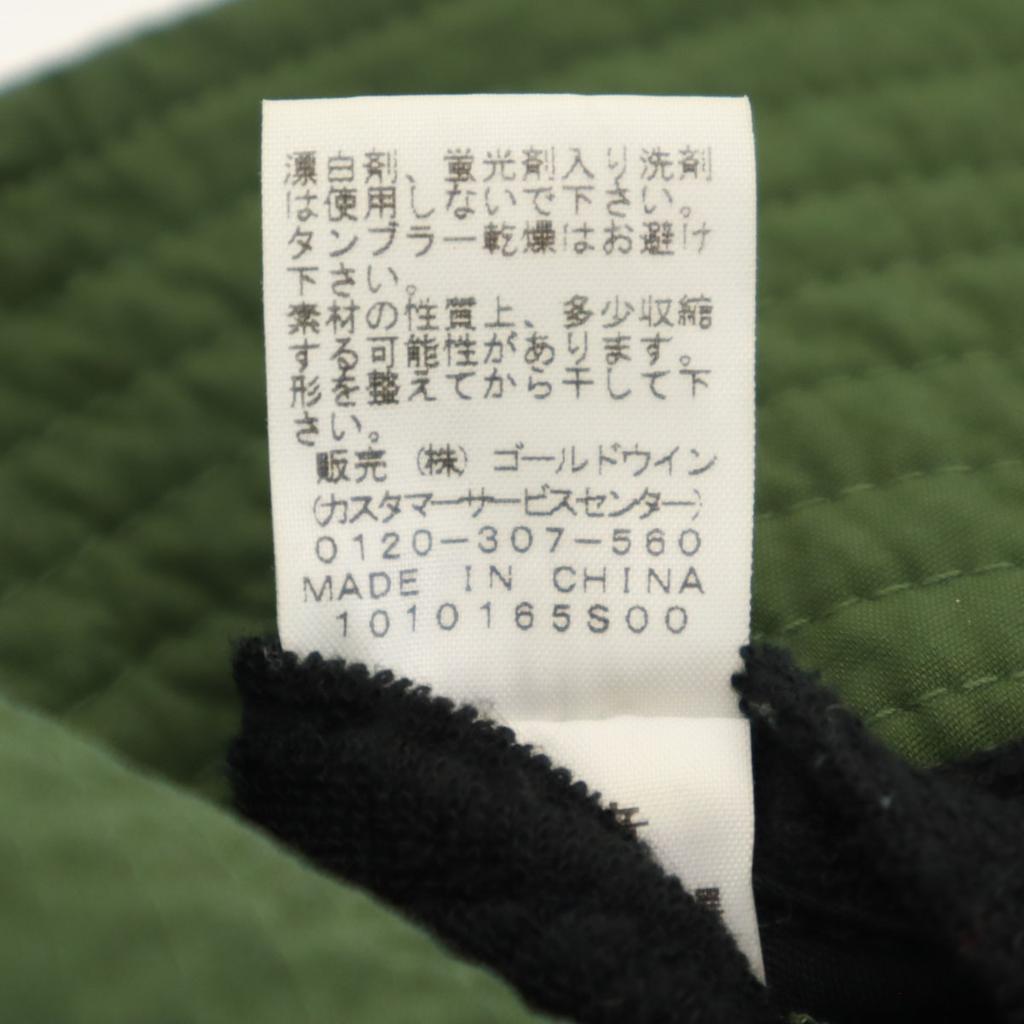 漂白剤、蛍光剤入り洗剤
は使用しないで下さい。
タンブラー乾燥はお避け
下さい。
素材の性質上、多少収縮
する可能性があります。
形を整えてから干して下
さい。
販売（株）ゴールドウイン
（カスタマーサービスセンター）
0120－307－560
MADE IN CHINA
1010165S00